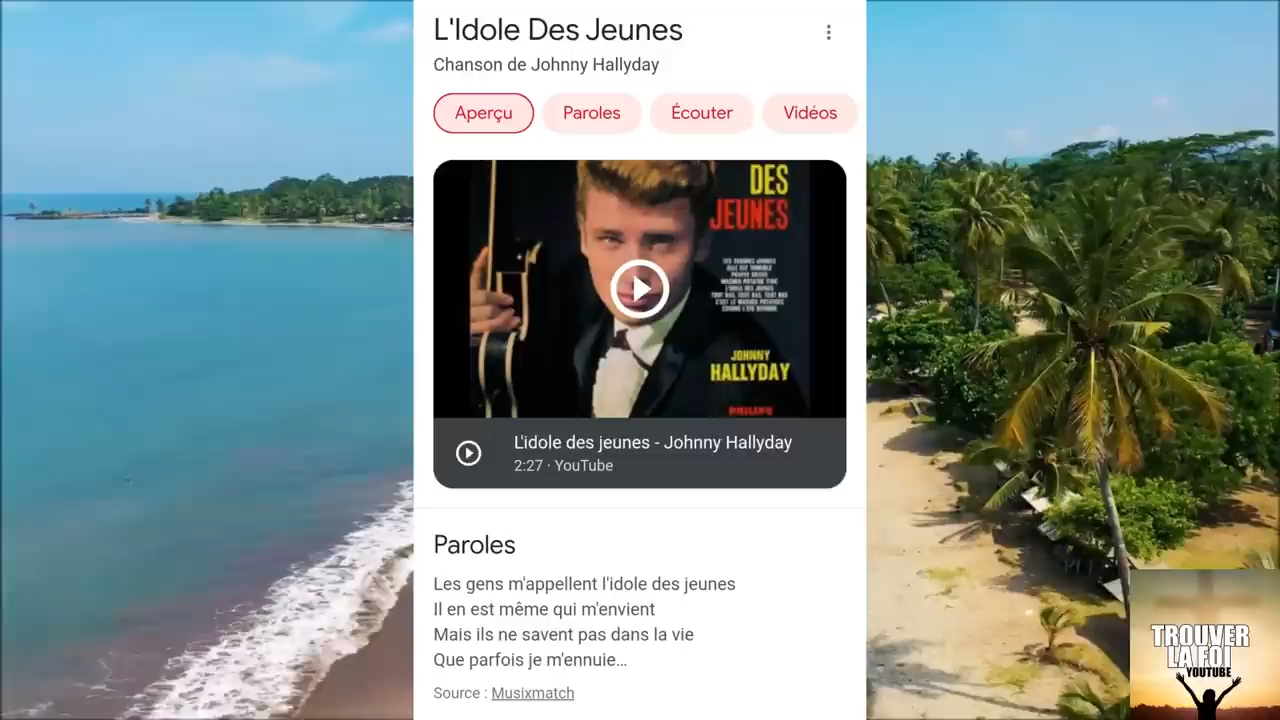 L'Idole Des Jeunes
Chanson de Johnny Hallyday
Aperçu
Paroles
Écouter
Vidéos
DES
JEUNES
JOHNNY
HALLYDAY
PHILIPS
L'idole des jeunes - Johnny Hallyday
2:27 · YouTube
Paroles
Les gens m'appellent l'idole des jeunes
Il en est même qui m'envient
Mais ils ne savent pas dans la vie
Que parfois je m'ennuie...
Source : Musixmatch
TROUVER
LA FOI
YOUTUBE